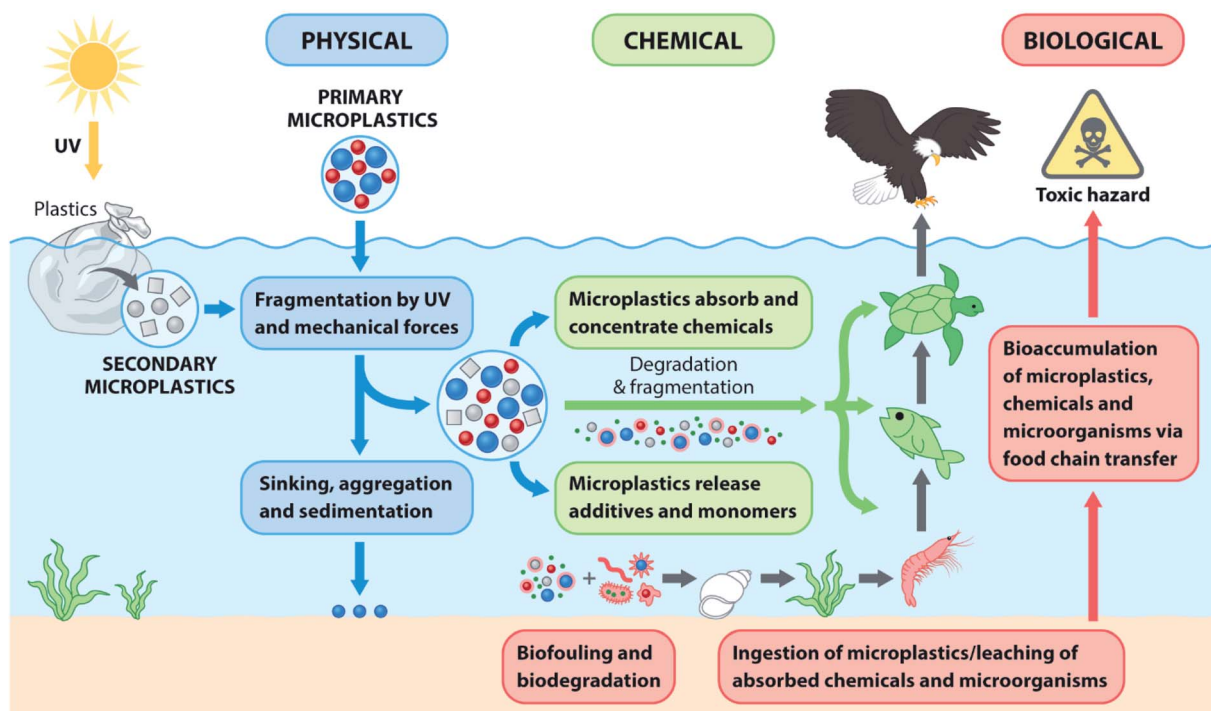 PHYSICAL
CHEMICAL
BIOLOGICAL
UV
Plastics
PRIMARY
MICROPLASTICS
Toxic hazard
SECONDARY
MICROPLASTICS
Fragmentation by UV
and mechanical forces
Sinking, aggregation
and sedimentation
Microplastics absorb and
concentrate chemicals
Degradation
& fragmentation
Microplastics release
additives and monomers
+
Bioaccumulation
of microplastics,
chemicals and
microorganisms via
food chain transfer
Biofouling and
biodegradation
Ingestion of microplastics/leaching of
absorbed chemicals and microorganisms